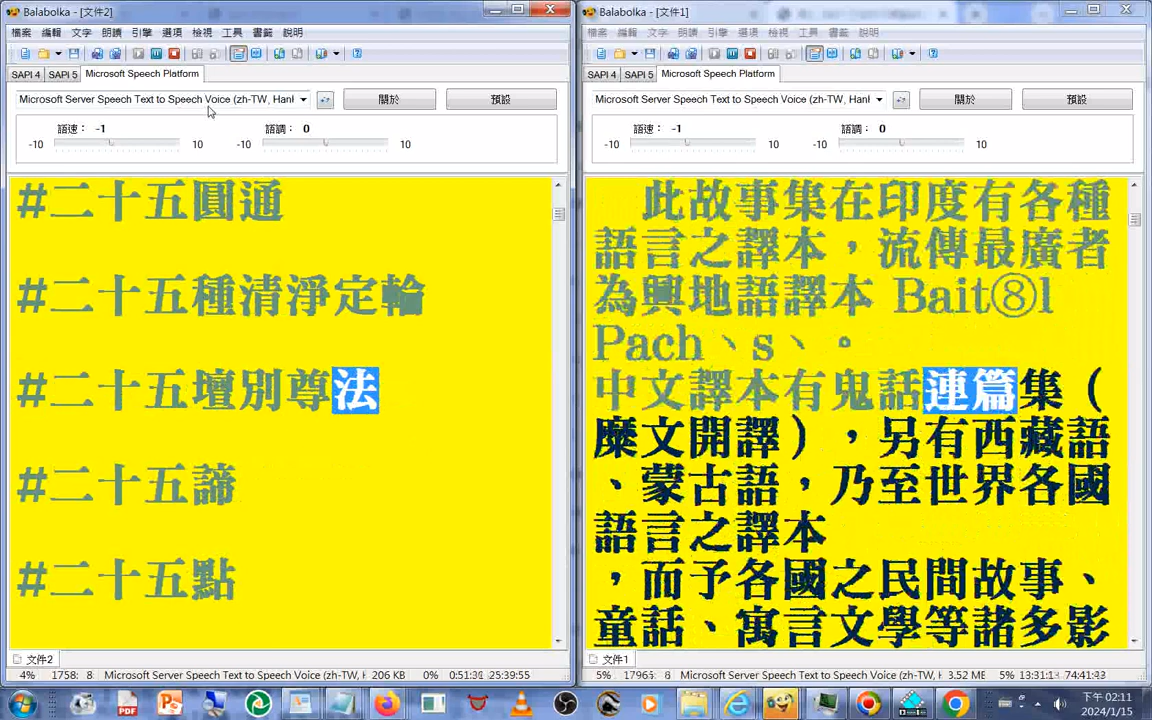 Balabolka - [文件2]
檔案 編輯 文字 朗讀 引擎 選項 檢視 工具 書籤 說明
SAPI 4 SAPI 5 Microsoft Speech Platform
Microsoft Server Speech Text to Speech Voice (zh-TW, Hanl
關於 預設
語速： -1 語調： 0
-10 10 -10 10
#二十五圓通
#二十五種清淨定輪
#二十五壇別尊法
#二十五諦
#二十五點
文件2
4% 1758: 8 Microsoft Server Speech Text to Speech Voice (zh-TW, H 206 KB 0% 0:51:3 25:39:55
Balabolka - [文件1]
檔案 編輯 文字 朗讀 引擎 選項 檢視 工具 書籤 說明
SAPI 4 SAPI 5 Microsoft Speech Platform
Microsoft Server Speech Text to Speech Voice (zh-TW, Hanl
關於 預設
語速： -1 語調： 0
-10 10 -10 10
此故事集在印度有各種
語言之譯本，流傳最廣者
為興地語譯本 Bait⑧l
Pach、s、。
中文譯本有鬼話連篇集（
糜文開譯），另有西藏語
、蒙古語，乃至世界各國
語言之譯本
，而予各國之民間故事、
童話、寓言文學等諸多影
文件1
5% 17965: 8 Microsoft Server Speech Text to Speech Voice (zh-TW, H 3.52 MB 5% 13:31:13 74:41:43
PDF
下午 02:11
2024/1/15